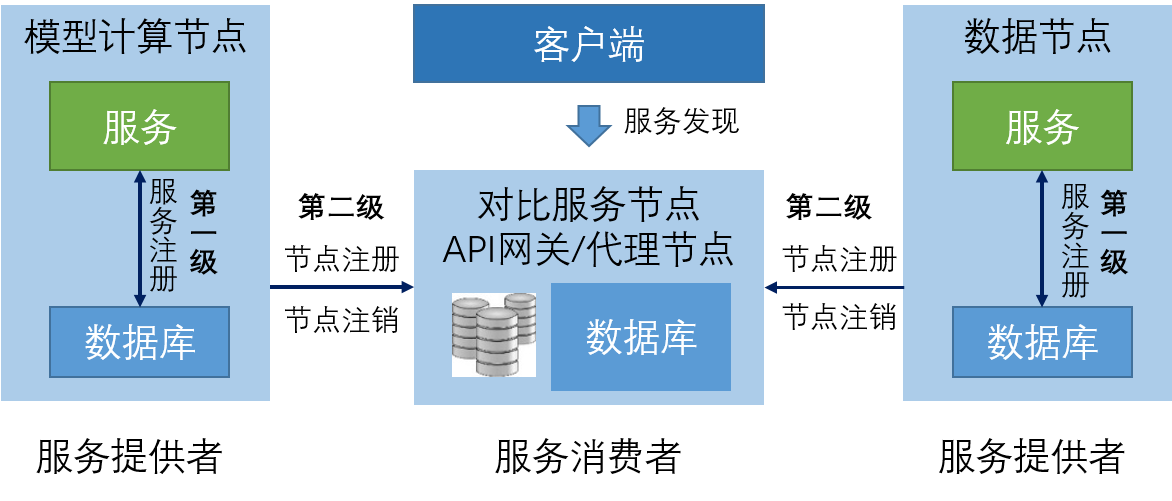 模型计算节点
服务
服务注册
第一级
数据库
服务提供者
第二级
节点注册
节点注销
客户端
服务发现
对比服务节点
API网关/代理节点
数据库
服务消费者
第二级
节点注册
节点注销
数据节点
服务
服务注册
第一级
数据库
服务提供者